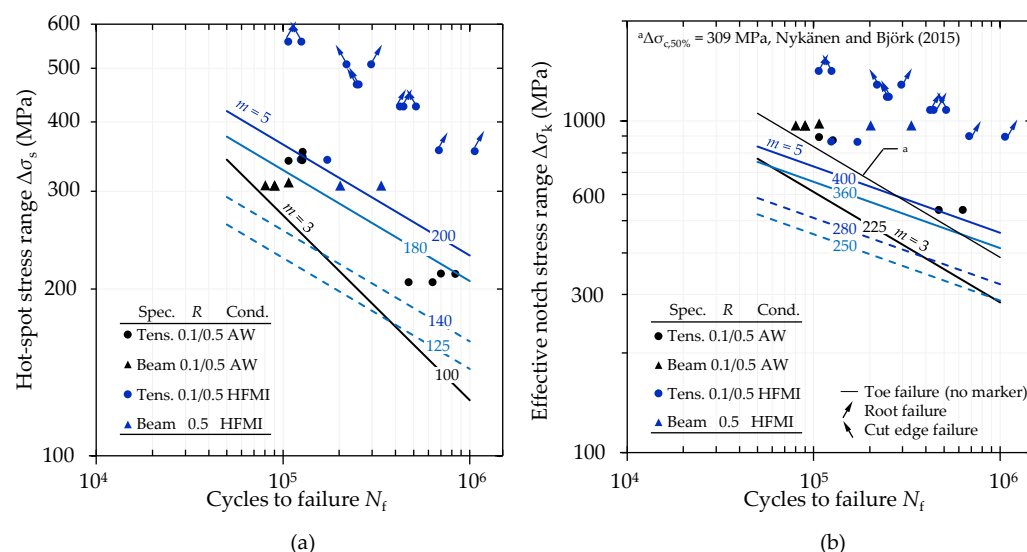 Hot-spot stress range Δσs (MPa)
600
500
400
300
200
100
m = 5
m = 3
200
180
140
125
100
Spec. R Cond.
Tens. 0.1/0.5 AW
Beam 0.1/0.5 AW
Tens. 0.1/0.5 HFMI
Beam 0.5 HFMI
10⁴ 10⁵ 10⁶
Cycles to failure Nf
(a)
Effective notch stress range Δσk (MPa)
ᵃΔσc,50% = 309 MPa, Nykänen and Björk (2015)
1000
600
300
100
m = 5
a
400
360
225
m = 3
280
250
Spec. R Cond.
Tens. 0.1/0.5 AW
Beam 0.1/0.5 AW
Tens. 0.1/0.5 HFMI
Beam 0.5 HFMI
Toe failure (no marker)
Root failure
Cut edge failure
10⁴ 10⁵ 10⁶
Cycles to failure Nf
(b)